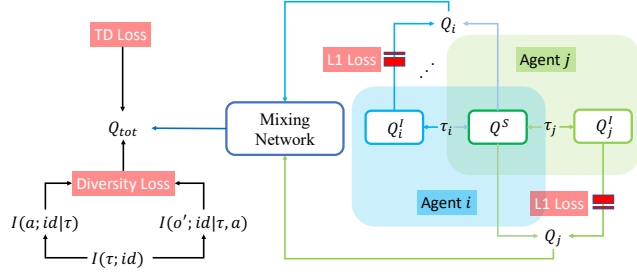 TD Loss
Q_i
L1 Loss
Agent j
⋰
Q_tot
Mixing
Network
Q_i^I
τ_i
Q^S
τ_j
Q_j^I
Diversity Loss
Agent i
L1 Loss
I(a; id|τ)
I(o′; id|τ, a)
Q_j
I(τ; id)